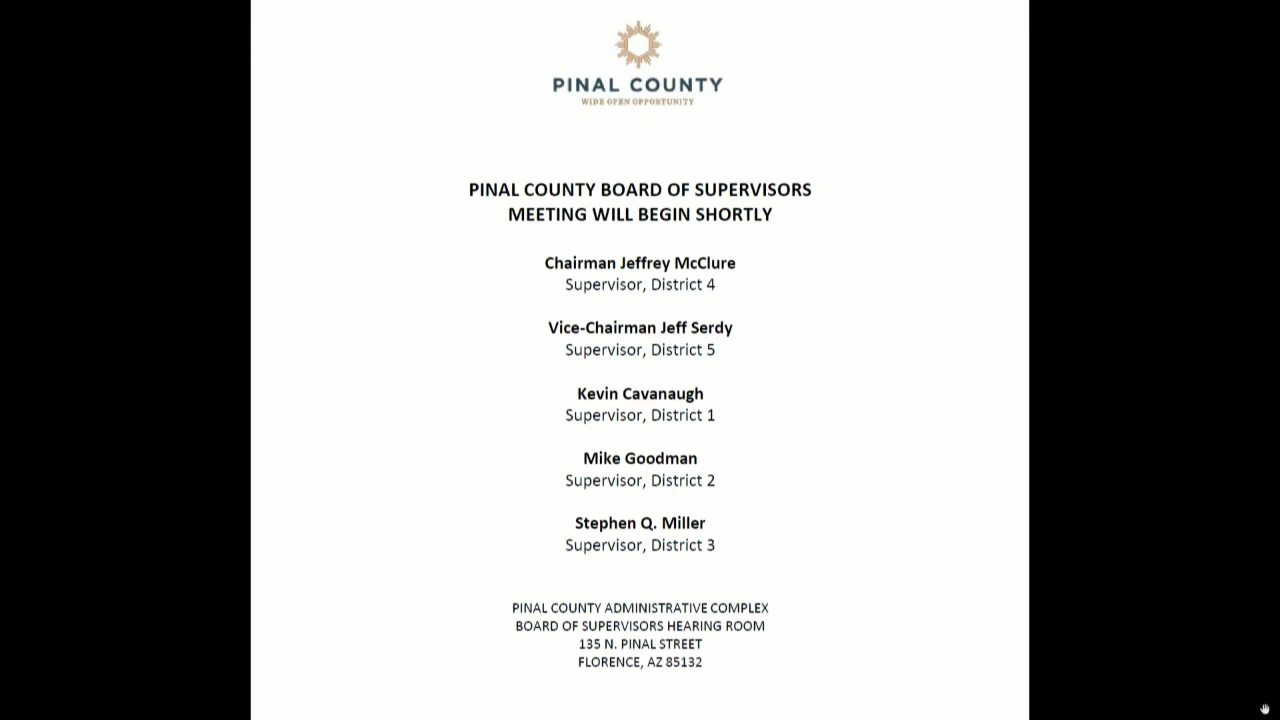 PINAL COUNTY
WIDE OPEN OPPORTUNITY
PINAL COUNTY BOARD OF SUPERVISORS
MEETING WILL BEGIN SHORTLY
Chairman Jeffrey McClure
Supervisor, District 4
Vice-Chairman Jeff Serdy
Supervisor, District 5
Kevin Cavanaugh
Supervisor, District 1
Mike Goodman
Supervisor, District 2
Stephen Q. Miller
Supervisor, District 3
PINAL COUNTY ADMINISTRATIVE COMPLEX
BOARD OF SUPERVISORS HEARING ROOM
135 N. PINAL STREET
FLORENCE, AZ 85132